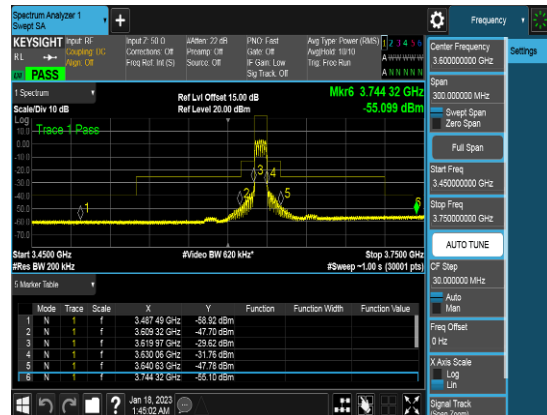 Spectrum Analyzer 1
Swept SA
Frequency
KEYSIGHT
Input: RF
Coupling: DC
Align: Off
Input Z: 50 Ω
Corrections: Off
Freq Ref: Int (S)
#Atten: 22 dB
Preamp: Off
Source: Off
PNO: Fast
Gate: Off
IF Gain: Low
Sig Track: Off
Avg Type: Power (RMS)
Avg|Hold: 10/10
Trig: Free Run
1 2 3 4 5 6
A W W W W W
A N N N N N
RL
PASS
1 Spectrum
Scale/Div 10 dB
Ref Lvl Offset 15.00 dB
Ref Level 20.00 dBm
Mkr6 3.744 32 GHz
-55.099 dBm
Log
Trace 1 Pass
10.0
0.00
-10.0
-20.0
-30.0
-40.0
-50.0
-60.0
-70.0
1
2
3
4
5
6
Start 3.4500 GHz
#Res BW 200 kHz
#Video BW 620 kHz*
Stop 3.7500 GHz
#Sweep ~1.00 s (30001 pts)
5 Marker Table
Mode Trace Scale X Y Function Function Width Function Value
1 N 1 f 3.487 49 GHz -58.92 dBm
2 N 1 f 3.609 32 GHz -47.70 dBm
3 N 1 f 3.619 97 GHz -29.62 dBm
4 N 1 f 3.630 06 GHz -31.76 dBm
5 N 1 f 3.640 63 GHz -47.78 dBm
6 N 1 f 3.744 32 GHz -55.10 dBm
Jan 18, 2023
1:45:02 AM
Center Frequency
3.600000000 GHz
Settings
Span
300.000000 MHz
Swept Span
Zero Span
Full Span
Start Freq
3.450000000 GHz
Stop Freq
3.750000000 GHz
AUTO TUNE
CF Step
30.000000 MHz
Auto
Man
Freq Offset
0 Hz
X Axis Scale
Log
Lin
Signal Track
(Span Zoom)